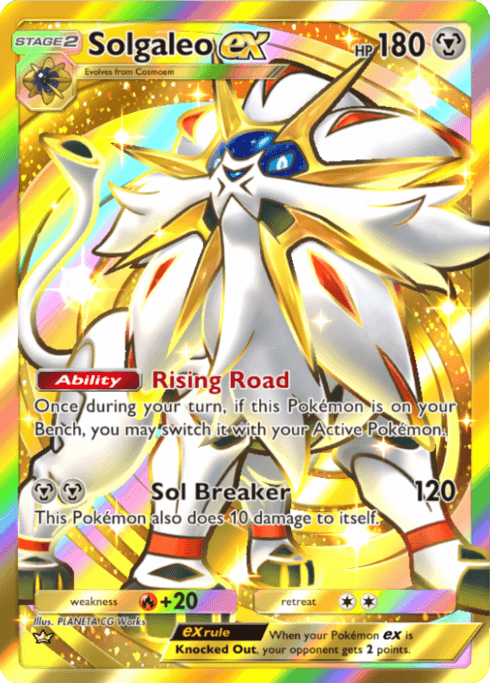 STAGE 2 Solgaleo ex HP 180
Evolves from Cosmoem
Ability Rising Road
Once during your turn, if this Pokémon is on your
Bench, you may switch it with your Active Pokémon.
Sol Breaker 120
This Pokémon also does 10 damage to itself.
weakness +20 retreat
Illus. PLANETA CG Works
ex rule When your Pokémon ex is
Knocked Out, your opponent gets 2 points.